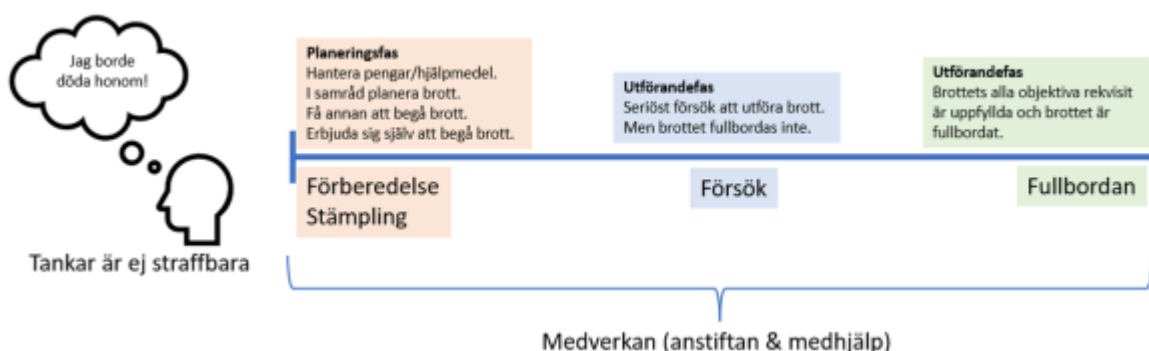 Jag borde
döda honom!
Tankar är ej straffbara
Planeringsfas
Hantera pengar/hjälpmedel.
I samråd planera brott.
Få annan att begå brott.
Erbjuda sig själv att begå brott.
Utförandefas
Seriöst försök att utföra brott.
Men brottet fullbordas inte.
Utförandefas
Brottets alla objektiva rekvisit
är uppfyllda och brottet är
fullbordat.
Förberedelse
Stämpling
Försök
Fullbordan
Medverkan (anstiftan & medhjälp)